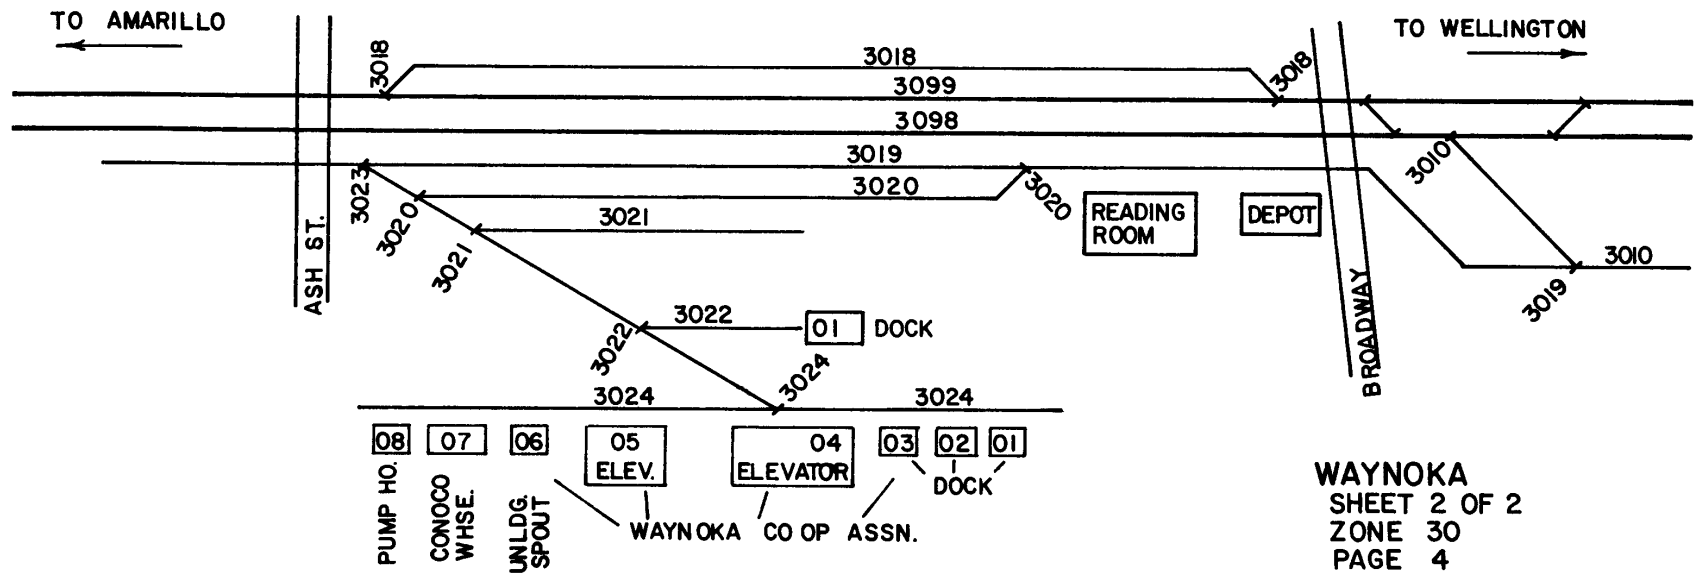 TO AMARILLO
TO WELLINGTON
3018
3018
3018
3099
3098
3019
3023
3020
3020
3020
3010
3021
3021
READING
ROOM
DEPOT
ASH ST.
3010
3019
BROADWAY
3022
3022
01 DOCK
3024
3024
3024
08
07
06
05
ELEV.
04
ELEVATOR
03
02
01
DOCK
PUMP HO.
CONOCO
WHSE.
UNLDG.
SPOUT
WAYNOKA CO OP ASSN.
WAYNOKA
SHEET 2 OF 2
ZONE 30
PAGE 4